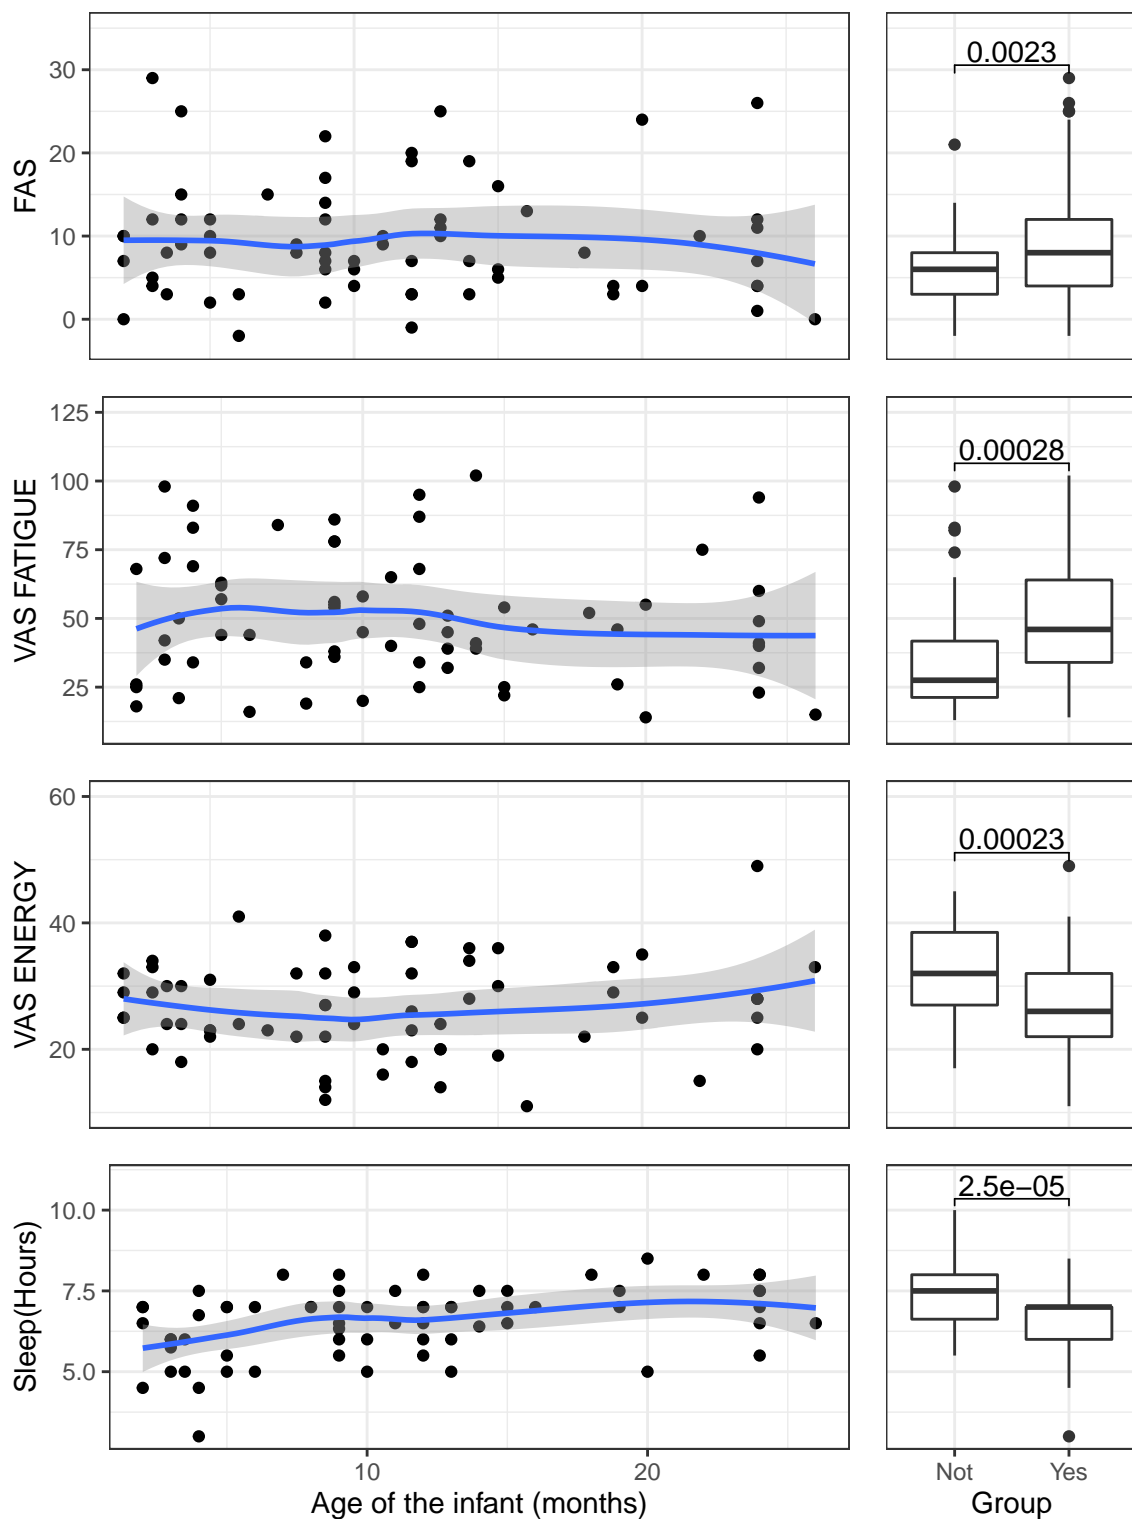 FAS
30
20
10
0
0.0023
VAS FATIGUE
125
100
75
50
25
0.00028
VAS ENERGY
60
40
20
0.00023
Sleep(Hours)
10.0
7.5
5.0
2.5e−05
10 20
Age of the infant (months)
Not Yes
Group